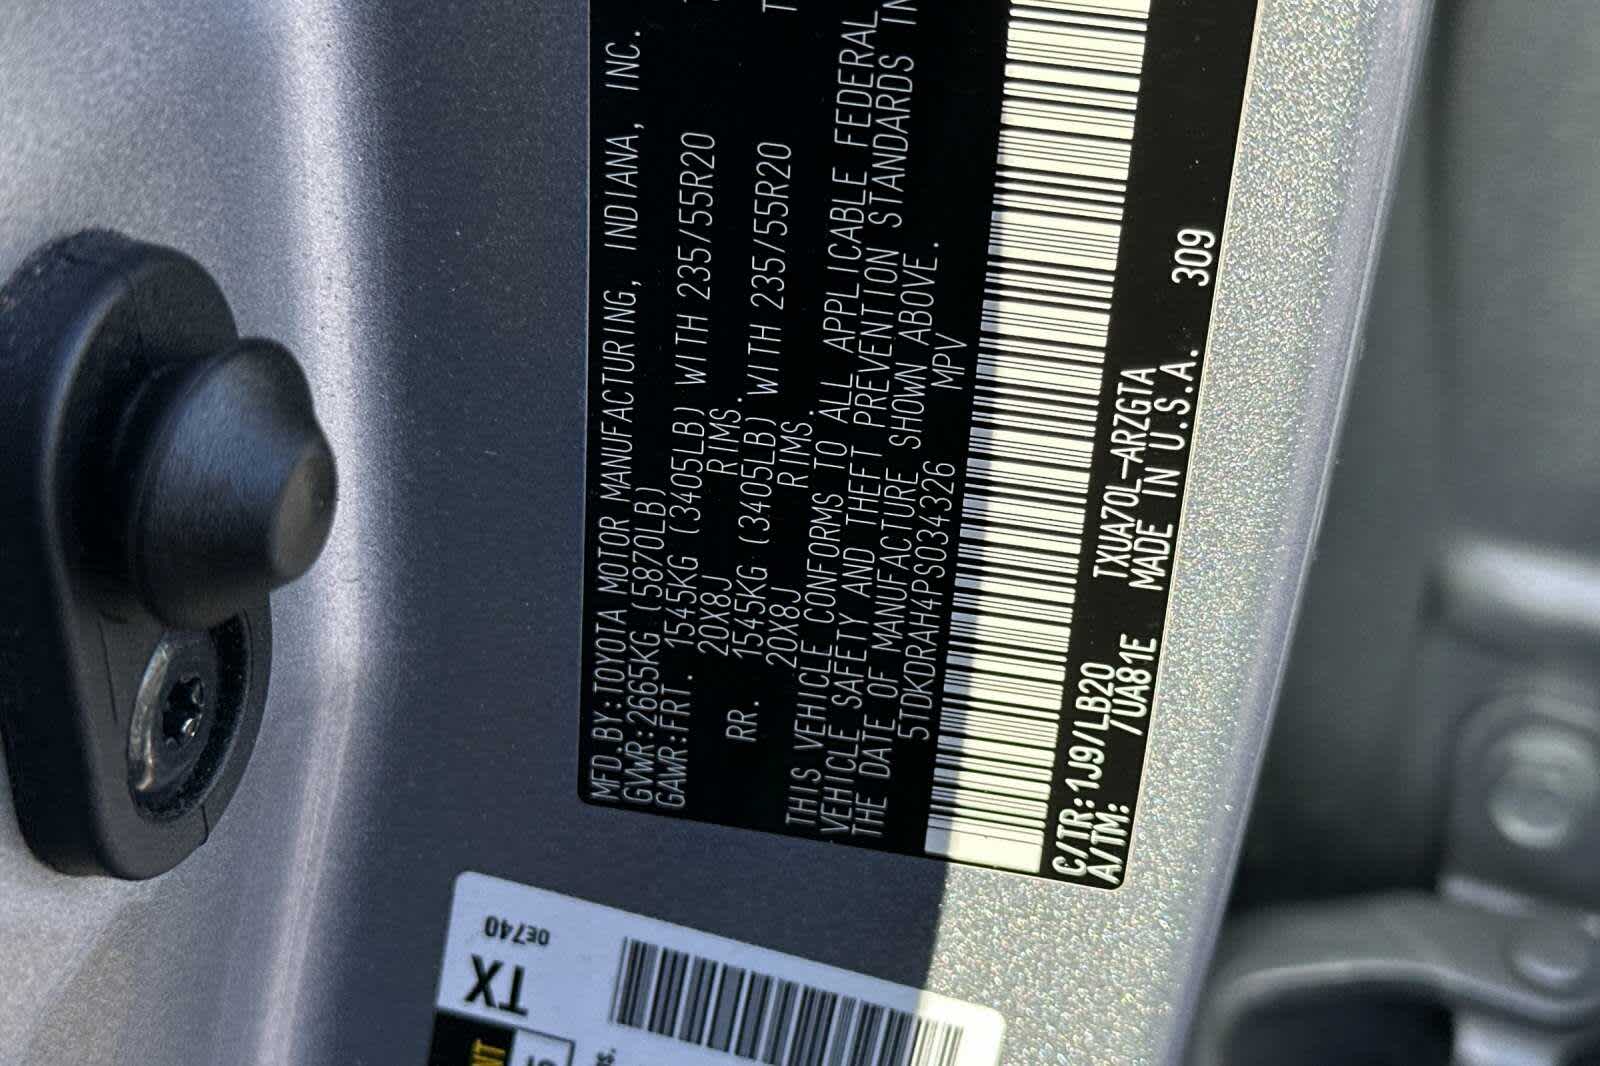 MFD.BY:TOYOTA MOTOR MANUFACTURING, INDIANA, INC.
GVWR:2665KG (5870LB)
GAWR:FRT. 1545KG (3405LB) WITH 235/55R20
20X8J RIMS.
RR. 1545KG (3405LB) WITH 235/55R20
20X8J RIMS.
THIS VEHICLE CONFORMS TO ALL APPLICABLE FEDERAL
VEHICLE SAFETY AND THEFT PREVENTION STANDARDS IN
THE DATE OF MANUFACTURE SHOWN ABOVE.
5TDKDRAH4PS034326 MPV
C/TR:1J9/LB20 TXUA70L-ARZGTA 309
A/TM: /UA81E MADE IN U.S.A.
0E740
TX